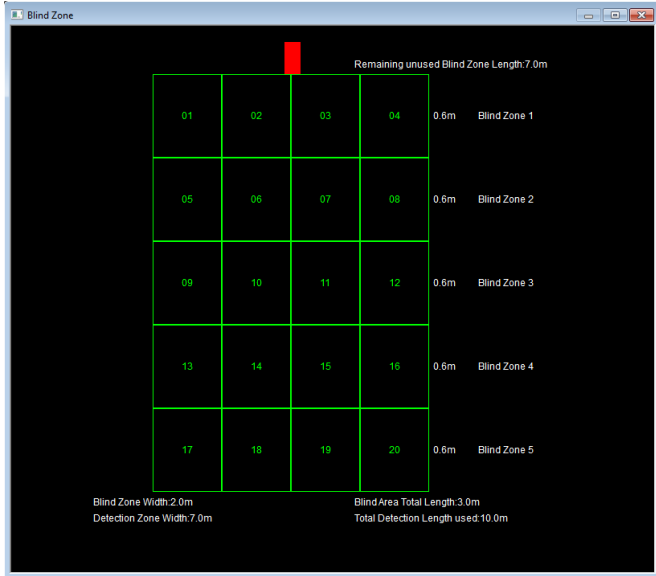 Blind Zone
Remaining unused Blind Zone Length:7.0m
01 02 03 04 0.6m Blind Zone 1
05 06 07 08 0.6m Blind Zone 2
09 10 11 12 0.6m Blind Zone 3
13 14 15 16 0.6m Blind Zone 4
17 18 19 20 0.6m Blind Zone 5
Blind Zone Width:2.0m Blind Area Total Length:3.0m
Detection Zone Width:7.0m Total Detection Length used:10.0m